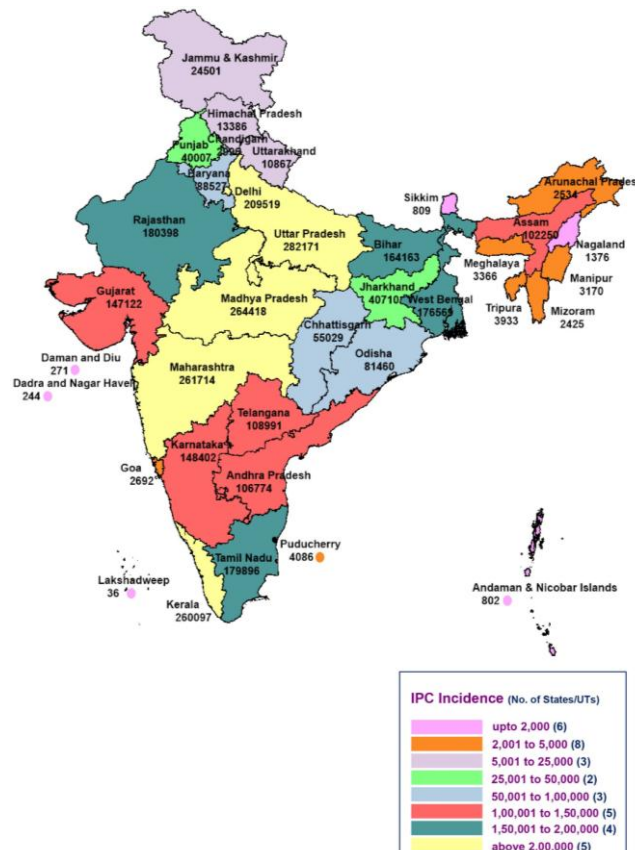 Jammu & Kashmir
24501
Himachal Pradesh
13386
Chandigarh
Punjab
40007
Uttarakhand
10867
Haryana
88527
Delhi
209519
Rajasthan
180398
Uttar Pradesh
282171
Sikkim
809
Arunachal Prades
2534
Assam
102250
Nagaland
1376
Meghalaya
3366
Manipur
3170
Tripura
3933
Mizoram
2425
Bihar
164163
Gujarat
147122
Madhya Pradesh
264418
Jharkhand
40710
West Bengal
176569
Chhattisgarh
55029
Odisha
81460
Daman and Diu
271
Dadra and Nagar Haveli
244
Maharashtra
261714
Telangana
108991
Karnataka
148402
Goa
2692
Andhra Pradesh
106774
Puducherry
4086
Tamil Nadu
179896
Lakshadweep
36
Kerala
260097
Andaman & Nicobar Islands
802
IPC Incidence (No. of States/UTs)
upto 2,000 (6)
2,001 to 5,000 (8)
5,001 to 25,000 (3)
25,001 to 50,000 (2)
50,001 to 1,00,000 (3)
1,00,001 to 1,50,000 (5)
1,50,001 to 2,00,000 (4)
above 2,00,000 (5)